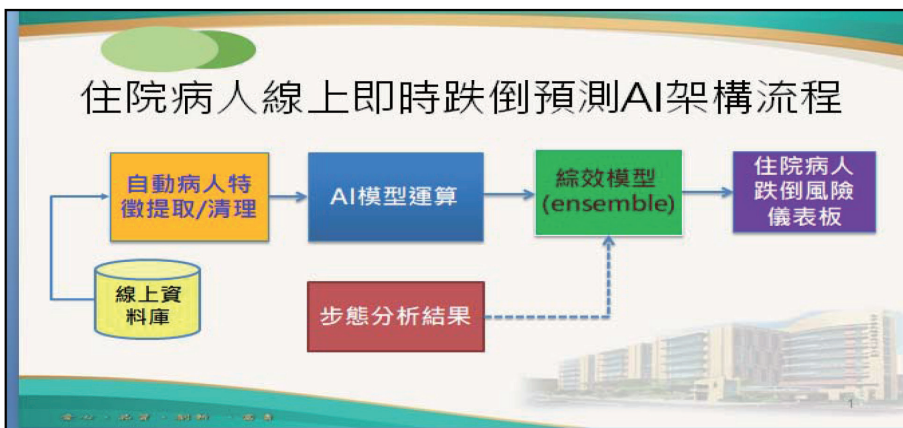 住院病人線上即時跌倒預測AI架構流程
自動病人特
徵提取/清理
AI模型運算
綜效模型
(ensemble)
住院病人
跌倒風險
儀表板
線上資
料庫
步態分析結果
1